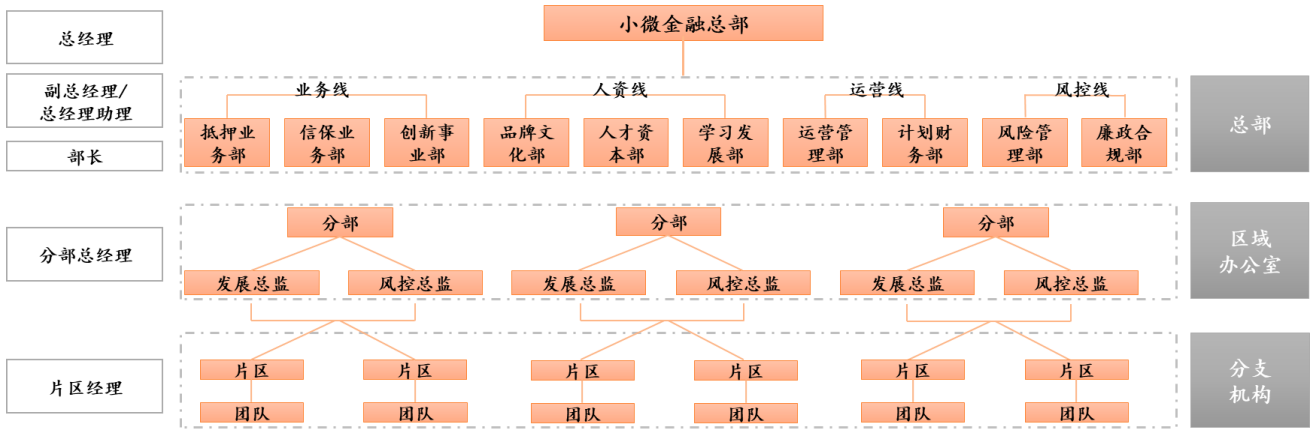 总经理
小微金融总部
副总经理/
总经理助理
业务线
人资线
运营线
风控线
抵押业
务部
信保业
务部
创新事
业部
品牌文
化部
人才资
本部
学习发
展部
运营管
理部
计划财
务部
风险管
理部
廉政合
规部
部长
总部
分部总经理
分部
分部
分部
发展总监
风控总监
发展总监
风控总监
发展总监
风控总监
区域
办公室
片区经理
片区
片区
片区
片区
片区
片区
团队
团队
团队
团队
团队
团队
分支
机构